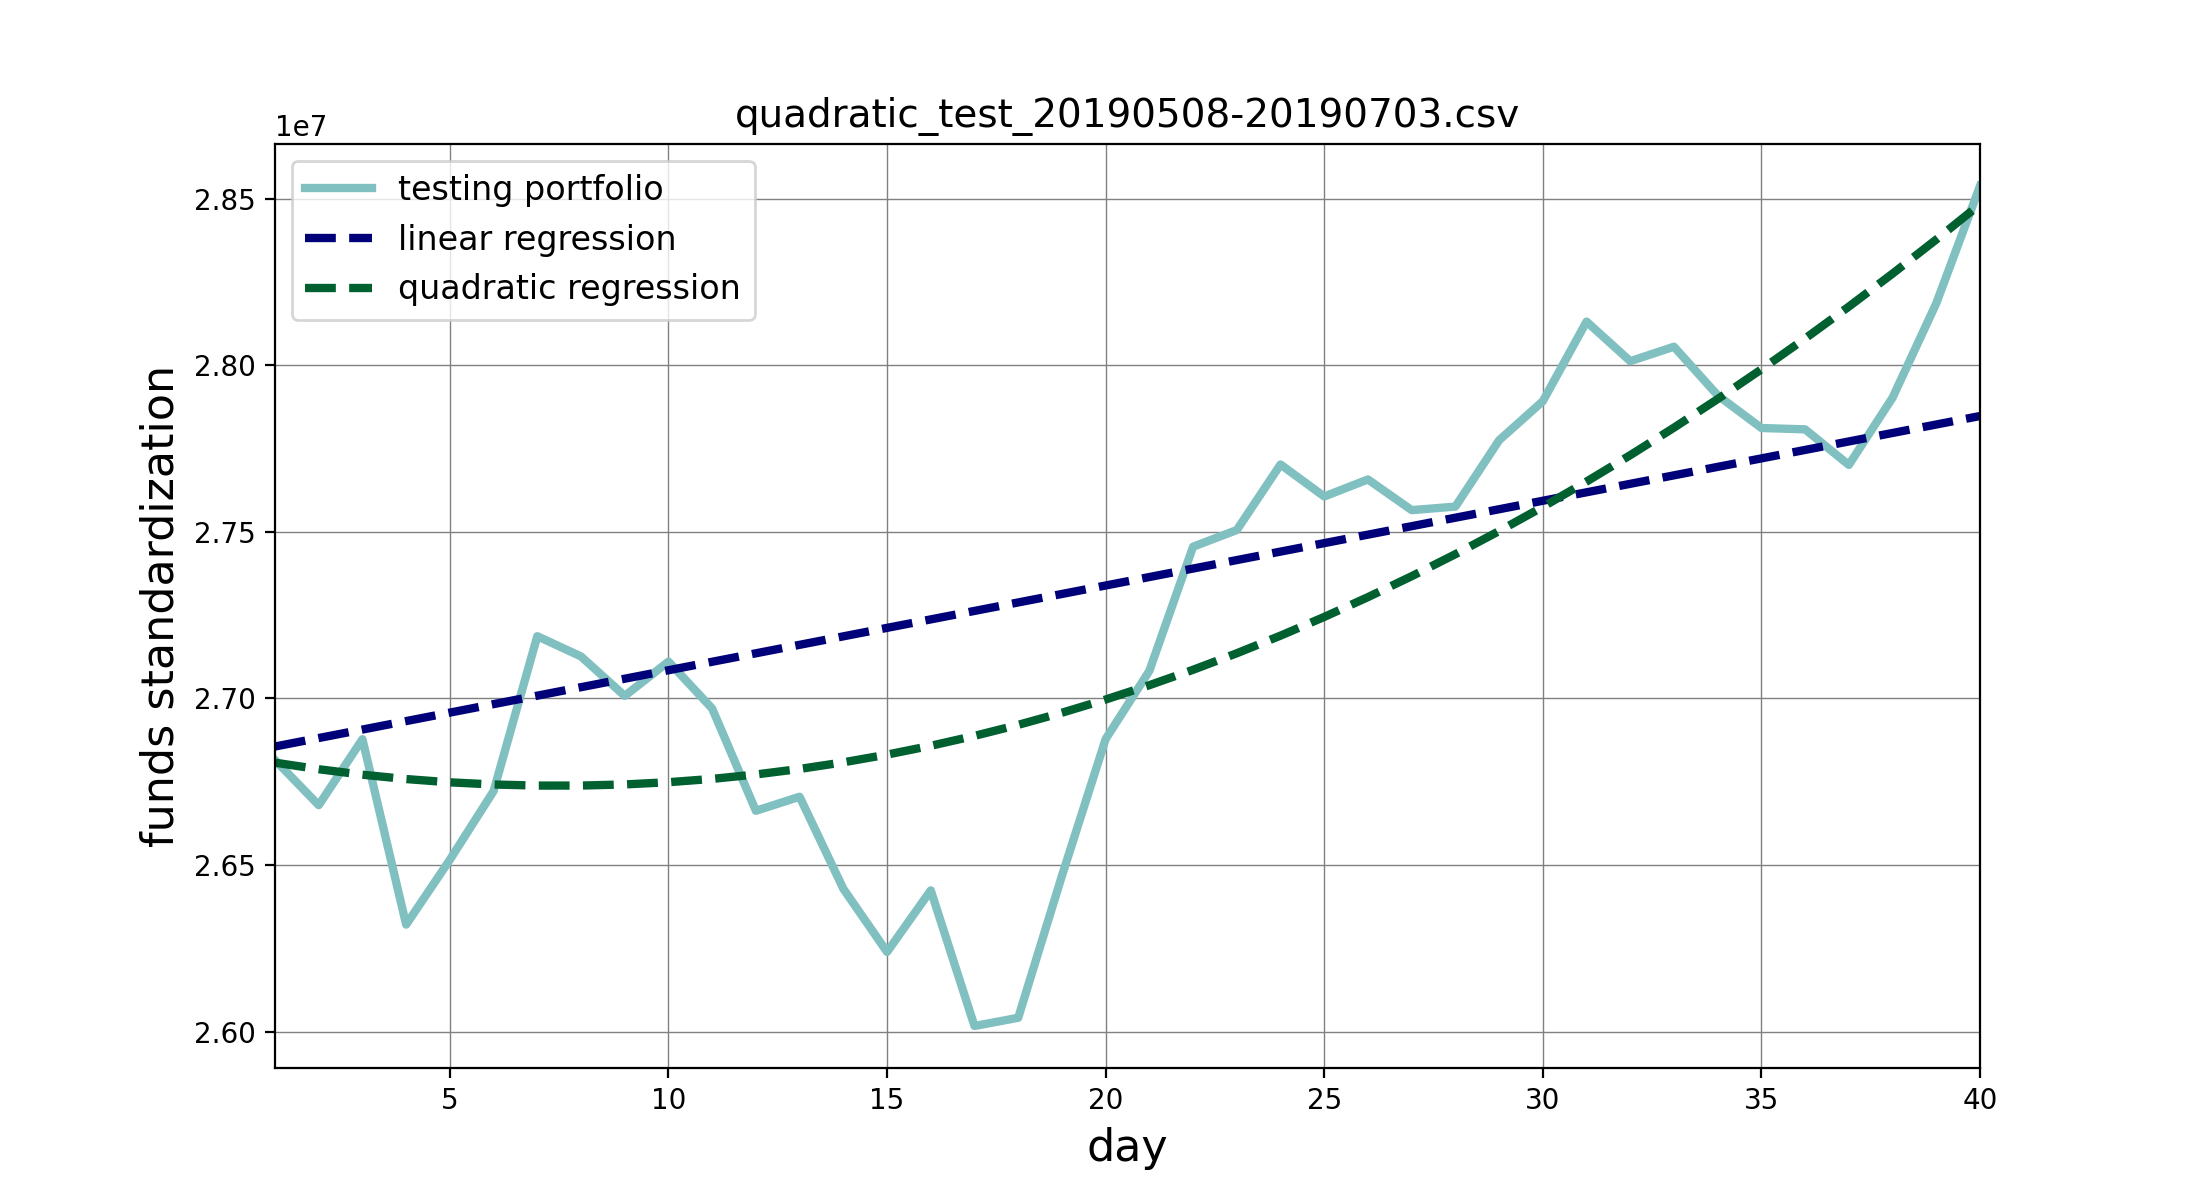 quadratic_test_20190508-20190703.csv
1e7
testing portfolio
linear regression
quadratic regression
2.85
2.80
2.75
2.70
2.65
2.60
funds standardization
5 10 15 20 25 30 35 40
day